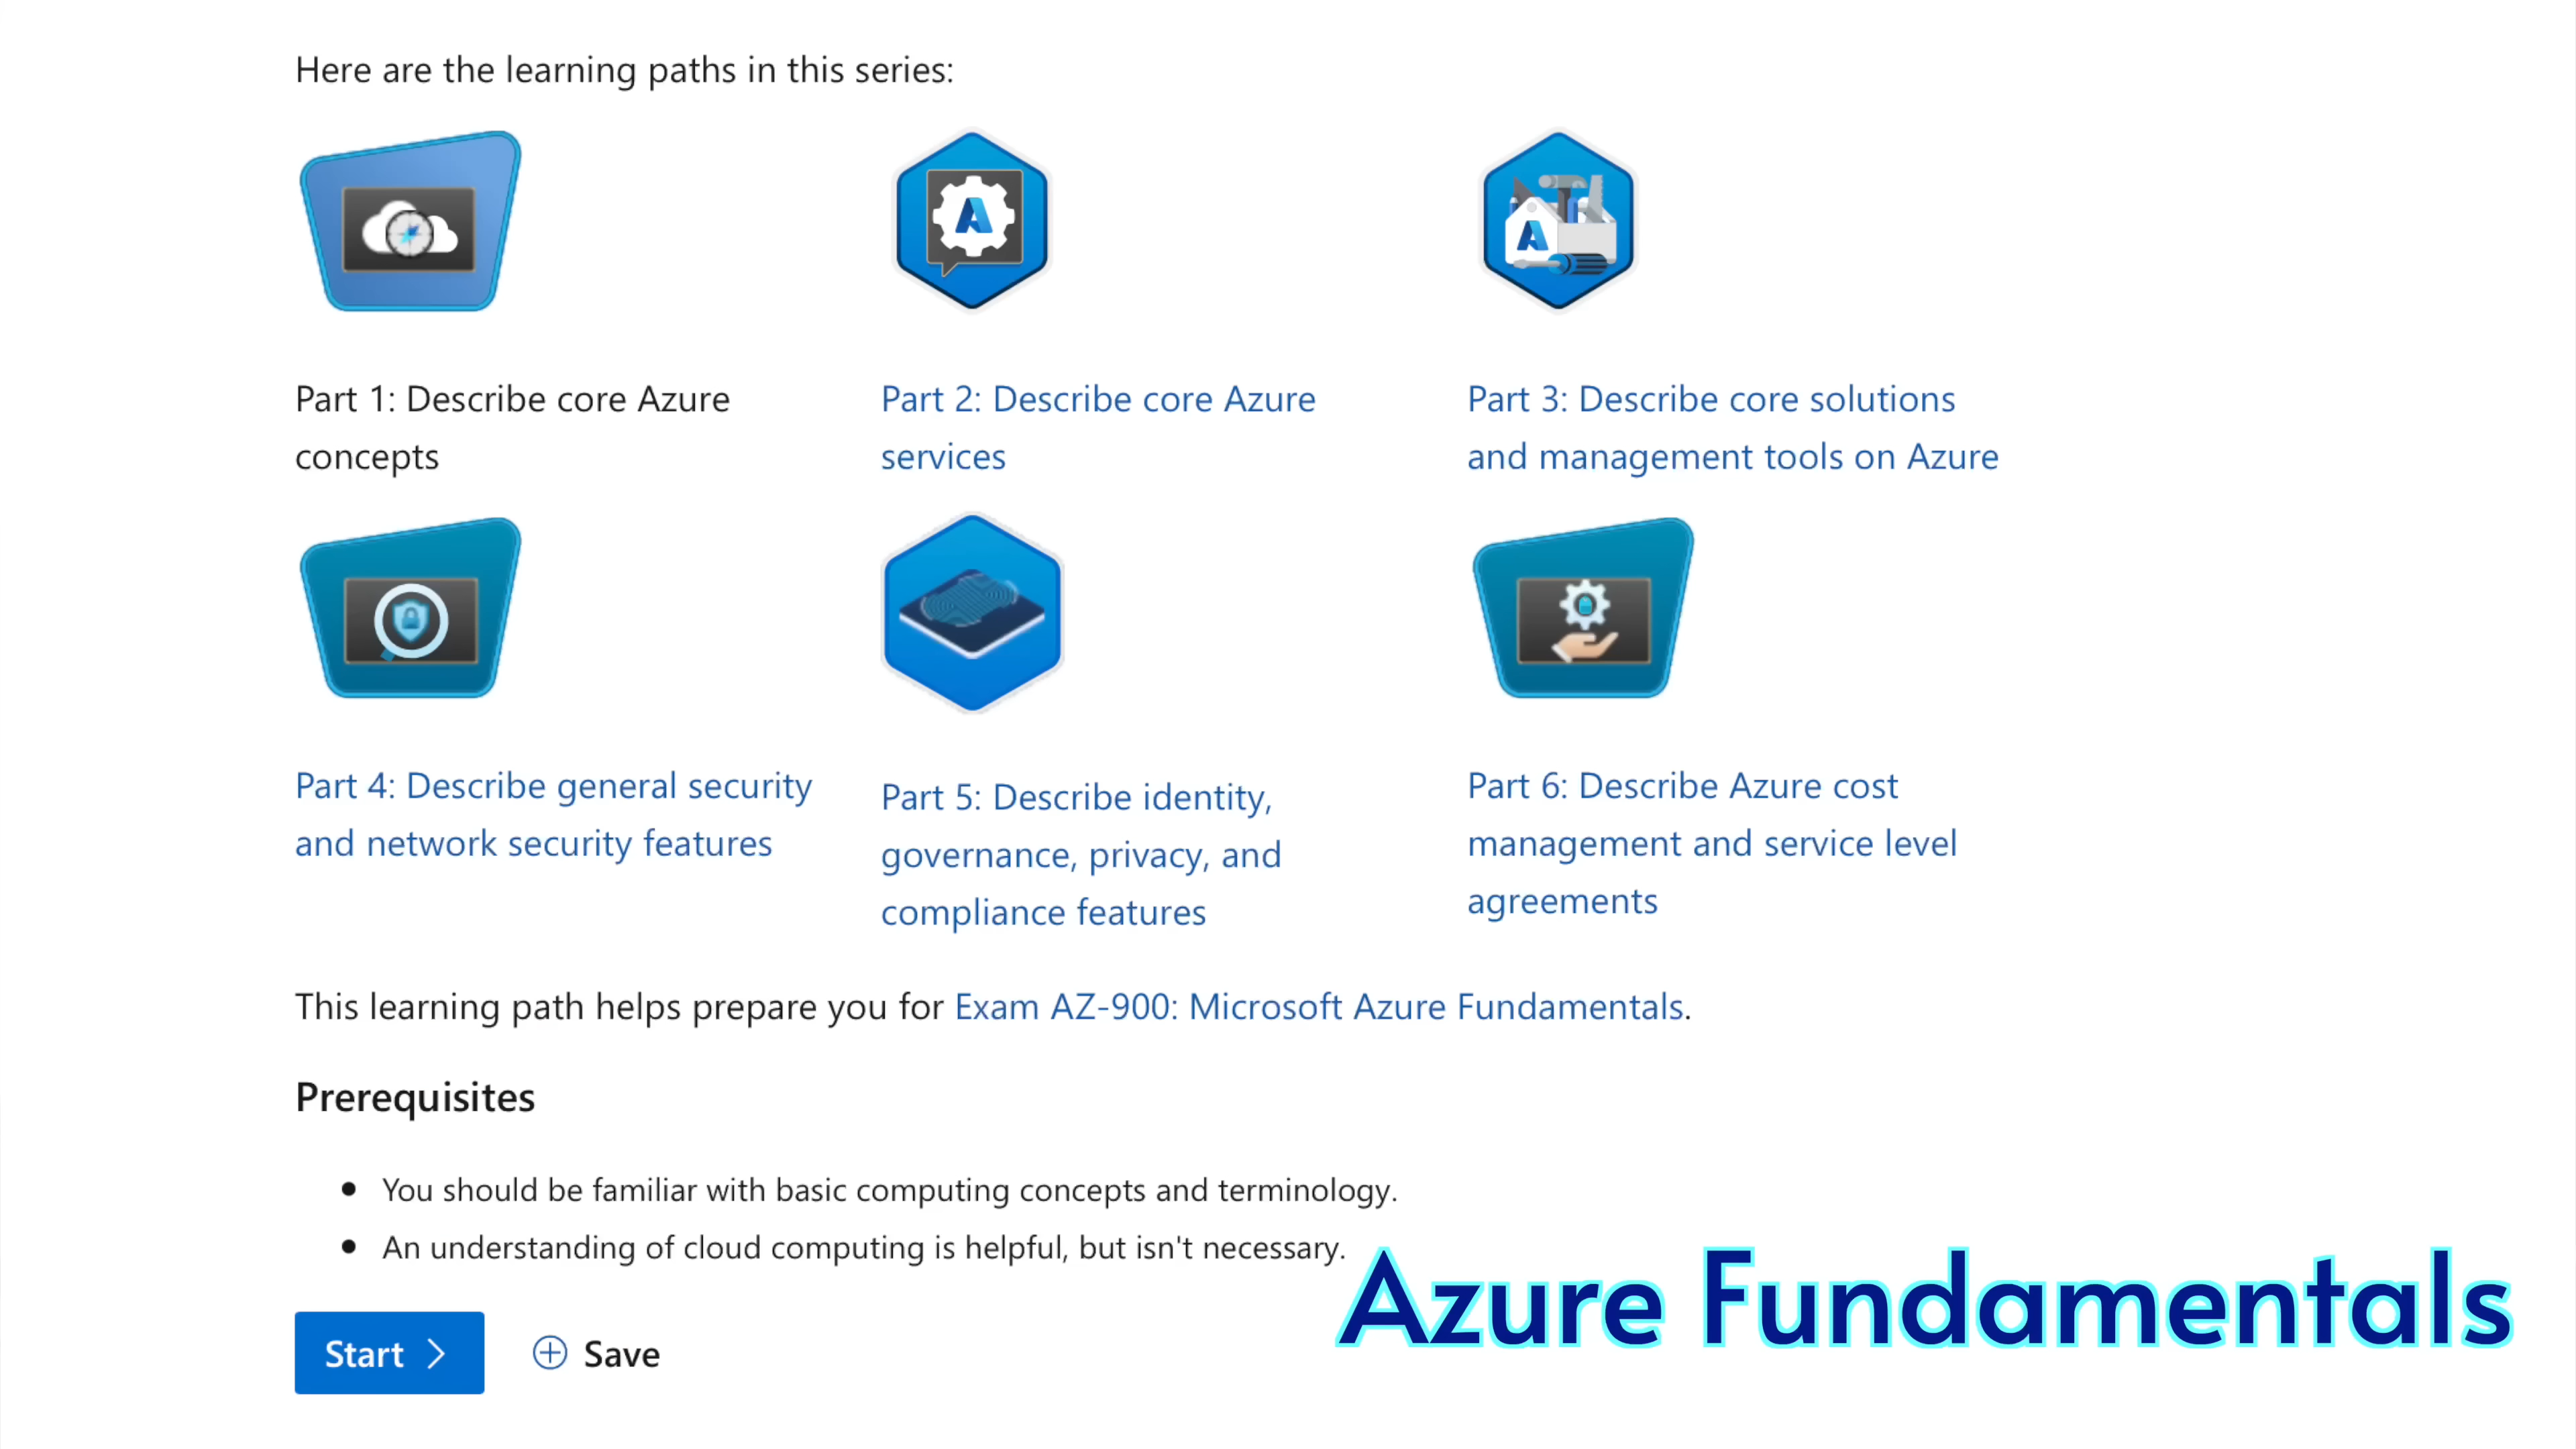 Here are the learning paths in this series:
Part 1: Describe core Azure
concepts
Part 2: Describe core Azure
services
Part 3: Describe core solutions
and management tools on Azure
Part 4: Describe general security
and network security features
Part 5: Describe identity,
governance, privacy, and
compliance features
Part 6: Describe Azure cost
management and service level
agreements
This learning path helps prepare you for Exam AZ-900: Microsoft Azure Fundamentals.
Prerequisites
• You should be familiar with basic computing concepts and terminology.
• An understanding of cloud computing is helpful, but isn't necessary.
Azure Fundamentals
Start
Save